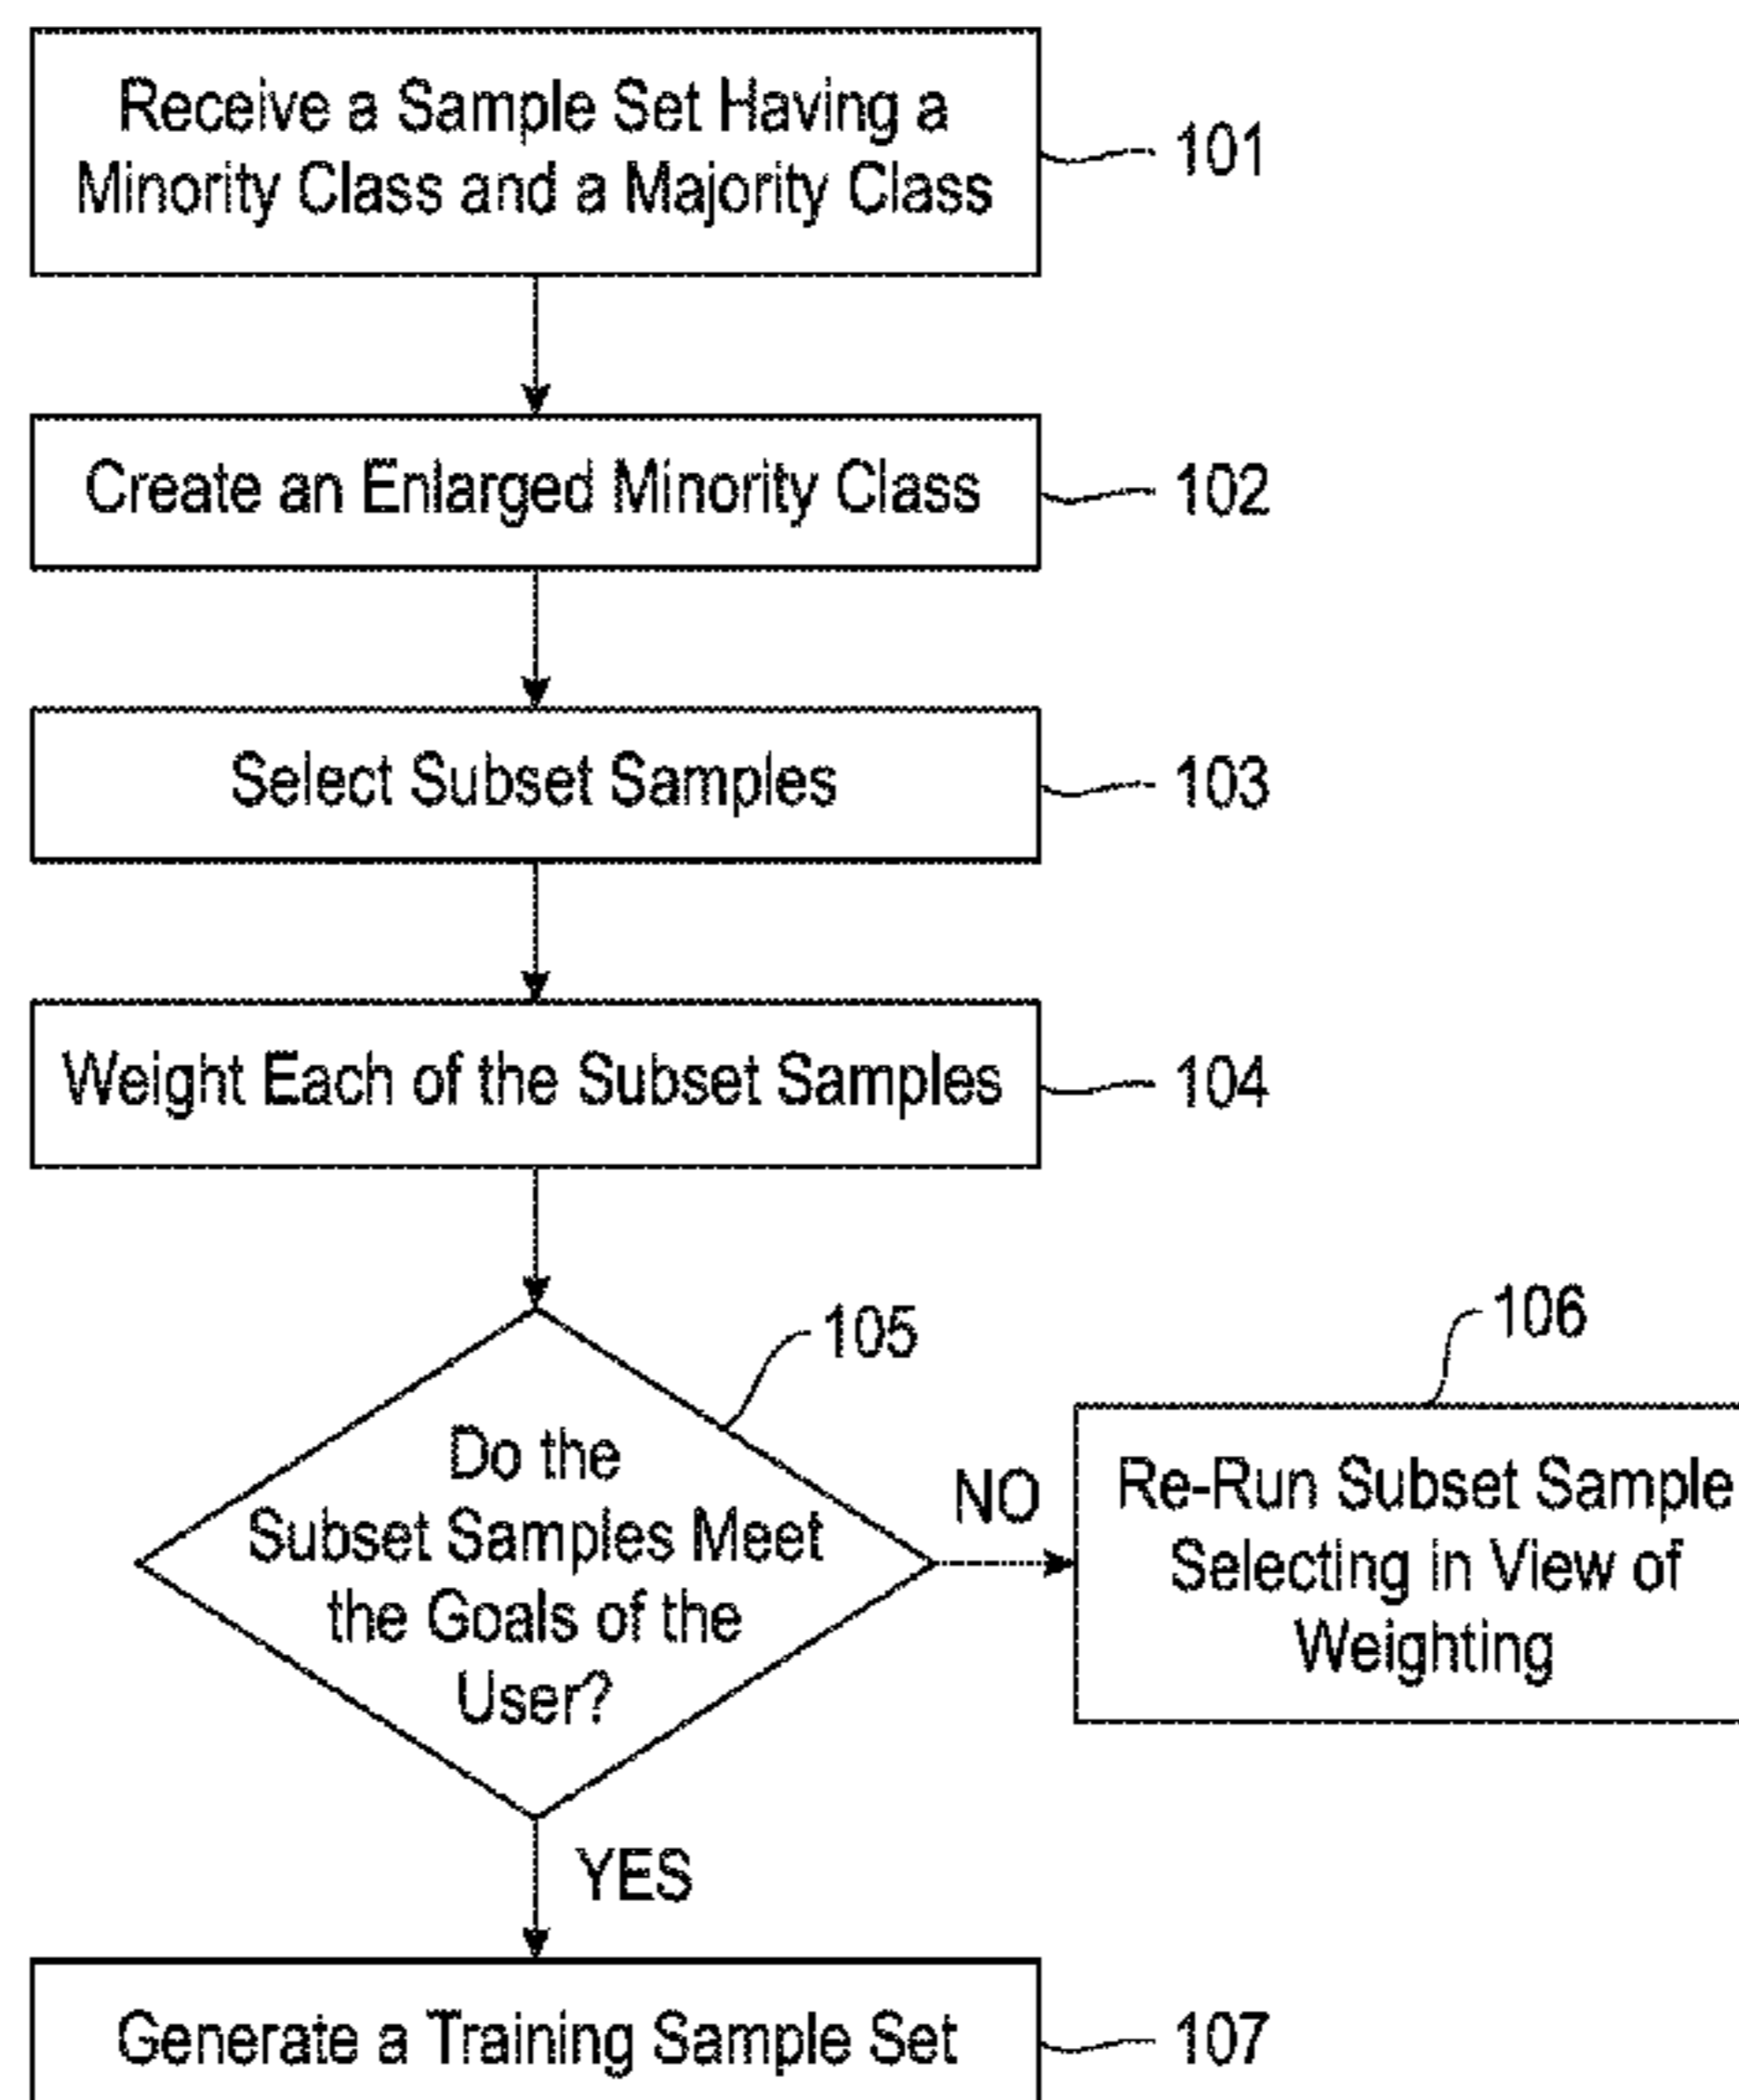 Receive a Sample Set Having a
Minority Class and a Majority Class
101
Create an Enlarged Minority Class
102
Select Subset Samples
103
Weight Each of the Subset Samples
104
105
Do the
Subset Samples Meet
the Goals of the
User?
NO
106
Re-Run Subset Sample
Selecting in View of
Weighting
YES
Generate a Training Sample Set
107